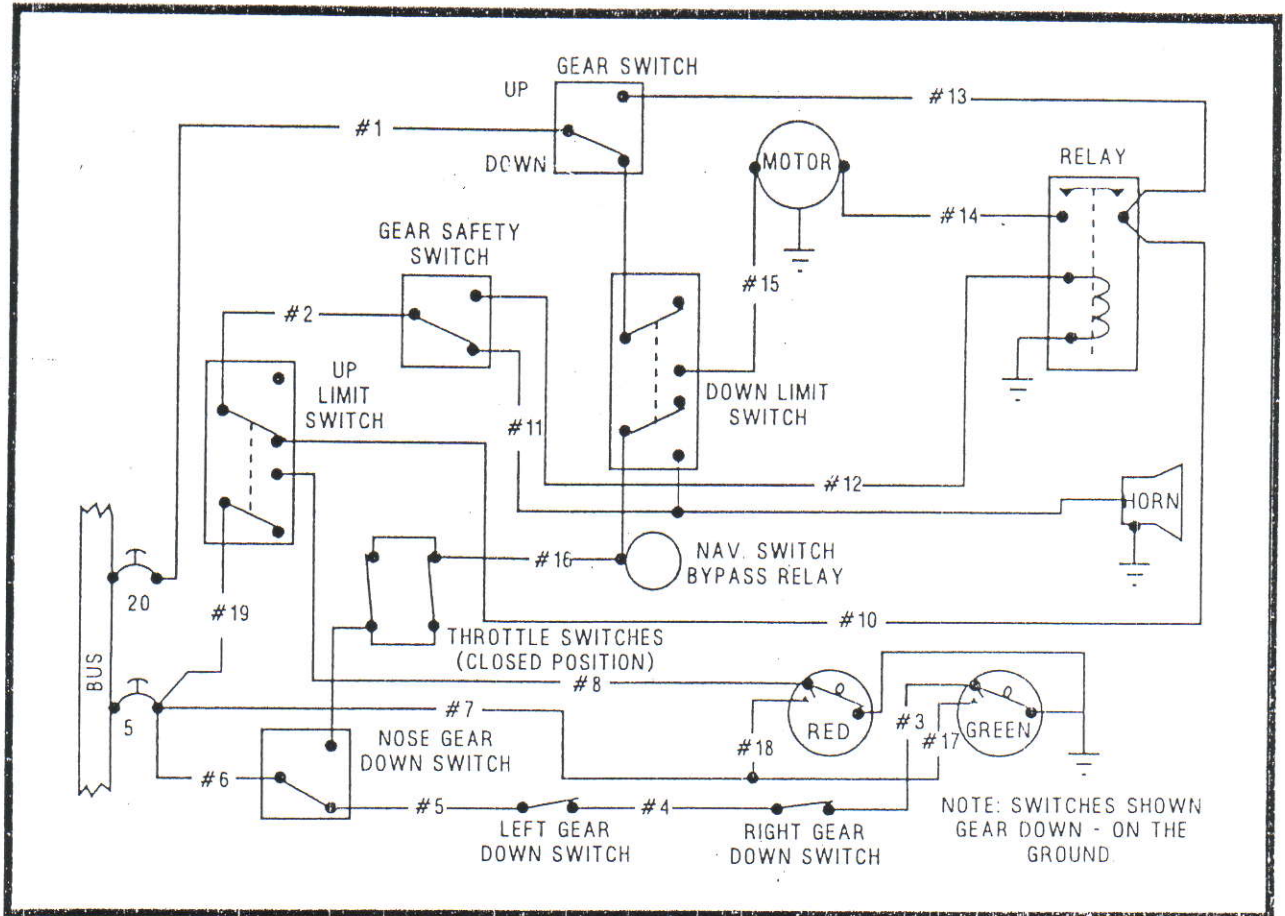 GEAR SWITCH
UP
#13
#1
DOWN
MOTOR
RELAY
#14
GEAR SAFETY
SWITCH
#15
#2
UP
LIMIT
SWITCH
DOWN LIMIT
SWITCH
#11
#12
HORN
NAV. SWITCH
BYPASS RELAY
#16
20
#19
#10
THROTTLE SWITCHES
(CLOSED POSITION)
#8
BUS
#7
5
RED
#3
GREEN
#18
#17
NOSE GEAR
DOWN SWITCH
#6
#5
#4
LEFT GEAR
DOWN SWITCH
RIGHT GEAR
DOWN SWITCH
NOTE: SWITCHES SHOWN
GEAR DOWN - ON THE
GROUND.